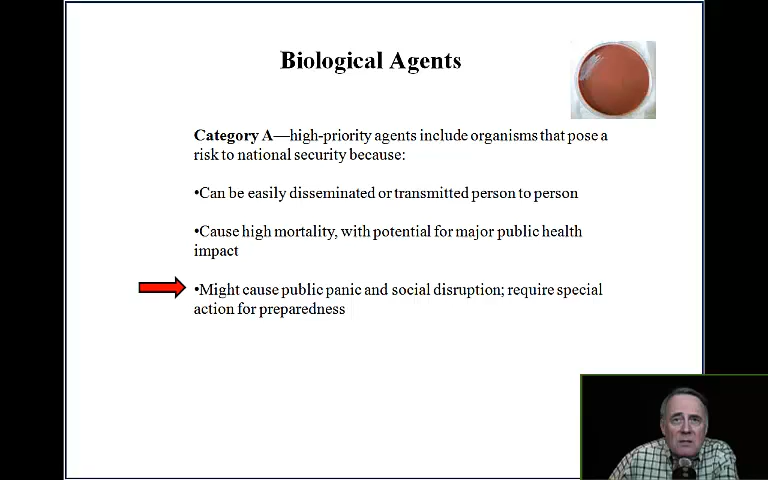 Biological Agents
Category A—high-priority agents include organisms that pose a
risk to national security because:
•Can be easily disseminated or transmitted person to person
•Cause high mortality, with potential for major public health
impact
•Might cause public panic and social disruption; require special
action for preparedness